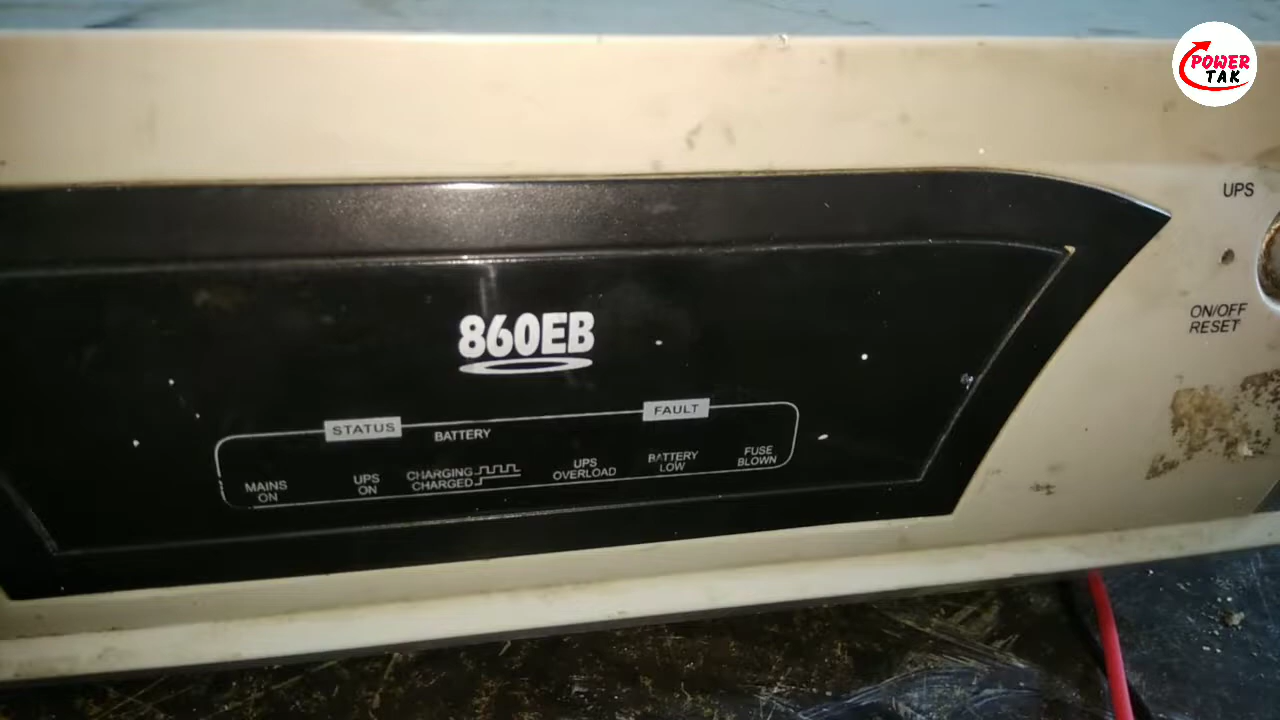 POWER
TAK
UPS
ON/OFF
RESET
860EB
STATUS
BATTERY
FAULT
MAINS
ON
UPS
ON
CHARGING
CHARGED
UPS
OVERLOAD
BATTERY
LOW
FUSE
BLOWN